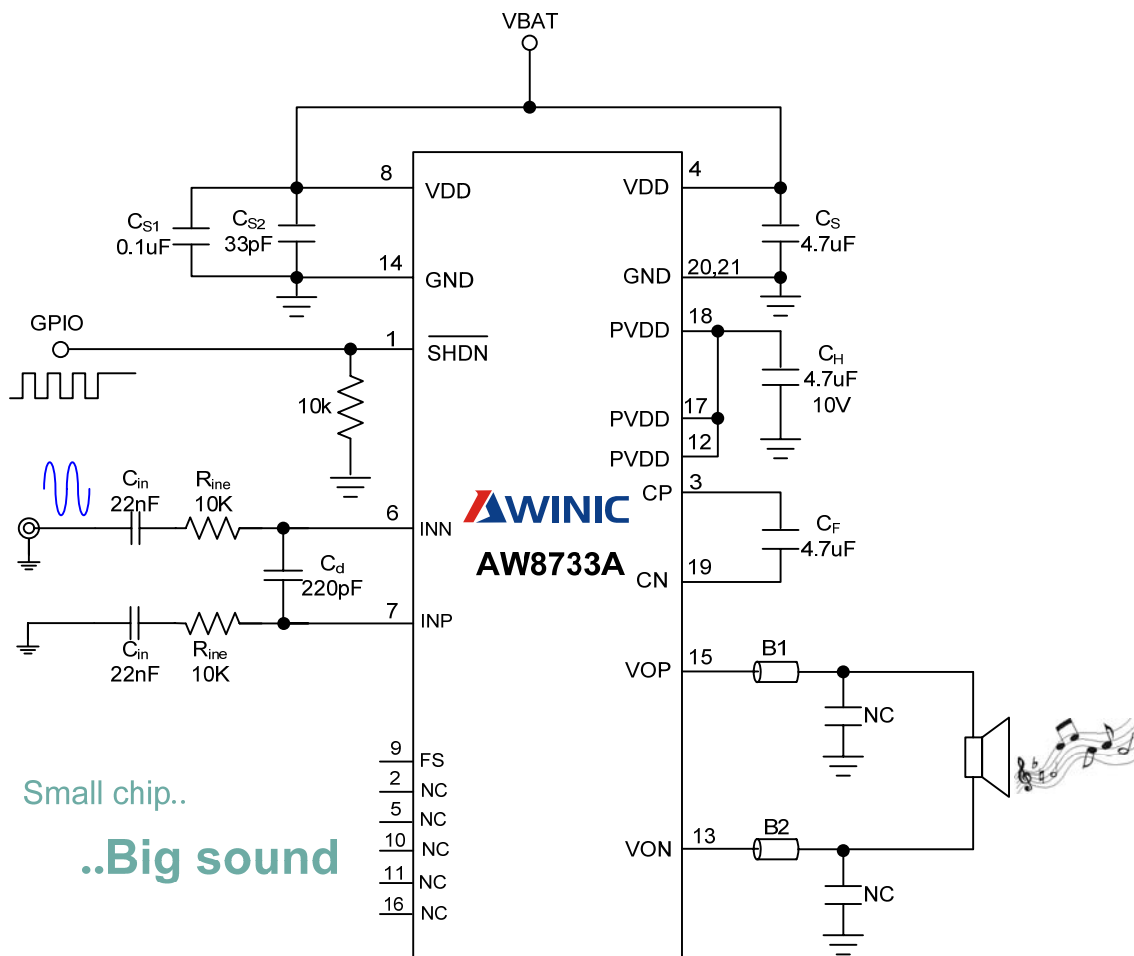 VBAT
8
VDD
4
VDD
CS1
0.1uF
CS2
33pF
CS
4.7uF
14
GND
20,21
GND
GPIO
1
SHDN
10k
18
PVDD
CH
4.7uF
10V
17
PVDD
12
PVDD
Cin
22nF
Rine
10K
6
INN
AWINIC
AW8733A
3
CP
CF
4.7uF
19
CN
Cd
220pF
7
INP
Cin
22nF
Rine
10K
15
VOP
B1
NC
9
FS
2
NC
5
NC
10
NC
11
NC
16
NC
13
VON
B2
NC
Small chip..
..Big sound